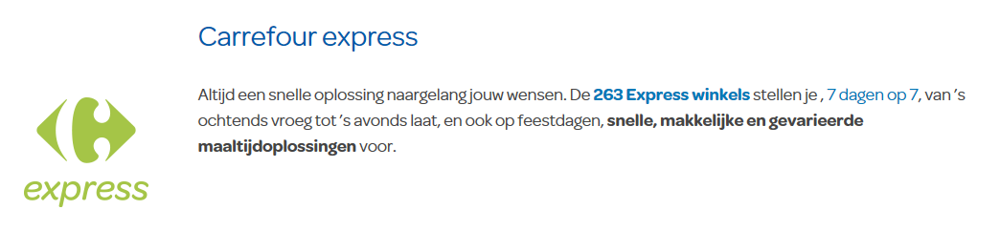 Carrefour express
Altijd een snelle oplossing naargelang jouw wensen. De 263 Express winkels stellen je , 7 dagen op 7, van ’s
ochtends vroeg tot ’s avonds laat, en ook op feestdagen, snelle, makkelijke en gevarieerde
maaltijdoplossingen voor.
express